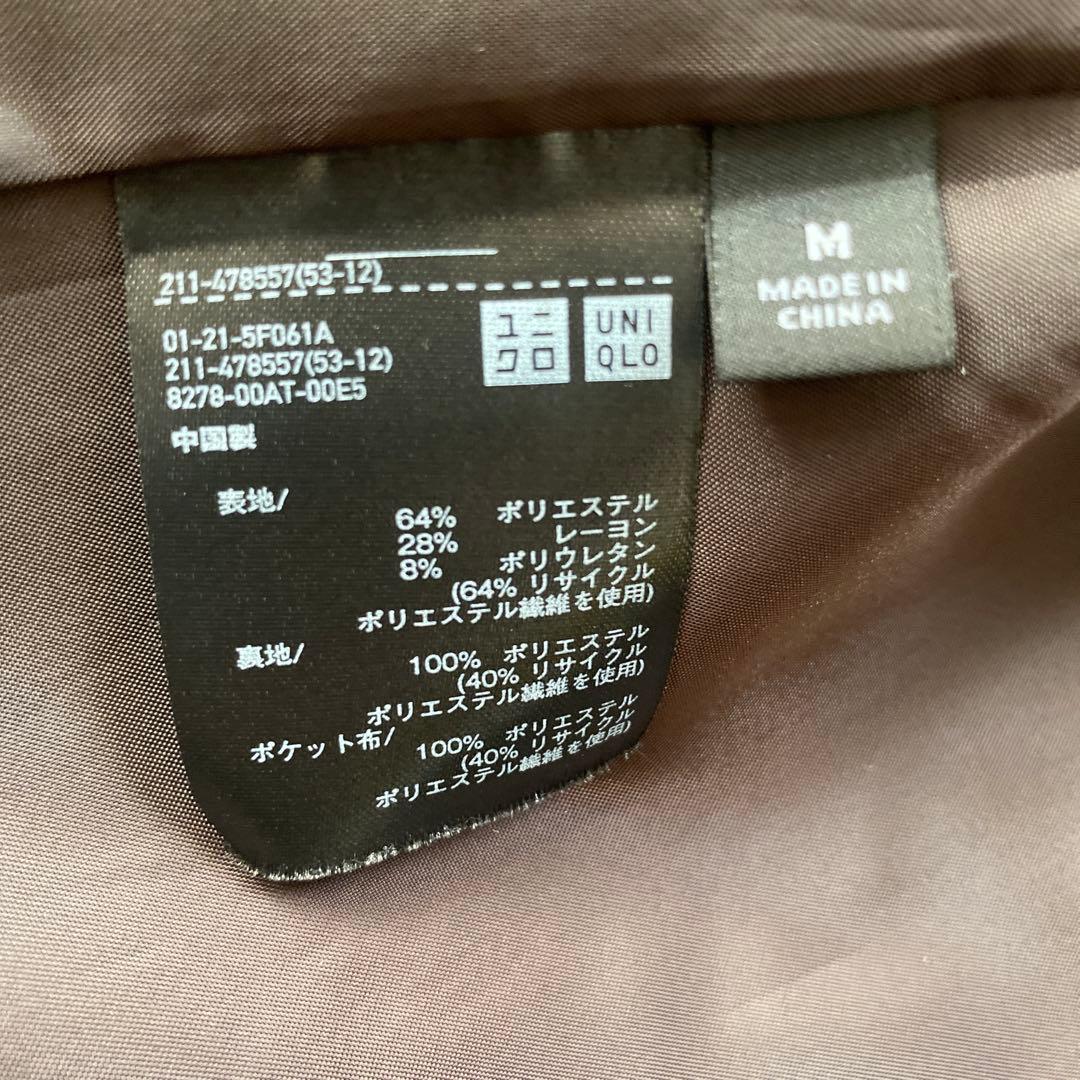 211-478557(53-12)
01-21-5F061A
211-478557(53-12)
8278-00AT-00E5
ユニ
クロ
UNI
QLO
中国製
表地/
64% ポリエステル
28% レーヨン
8% ポリウレタン
(64% リサイクル
ポリエステル繊維を使用)
裏地/
100% ポリエステル
(40% リサイクル
ポリエステル繊維を使用)
ポケット布/
100% ポリエステル
(40% リサイクル
ポリエステル繊維を使用)
M
MADE IN
CHINA